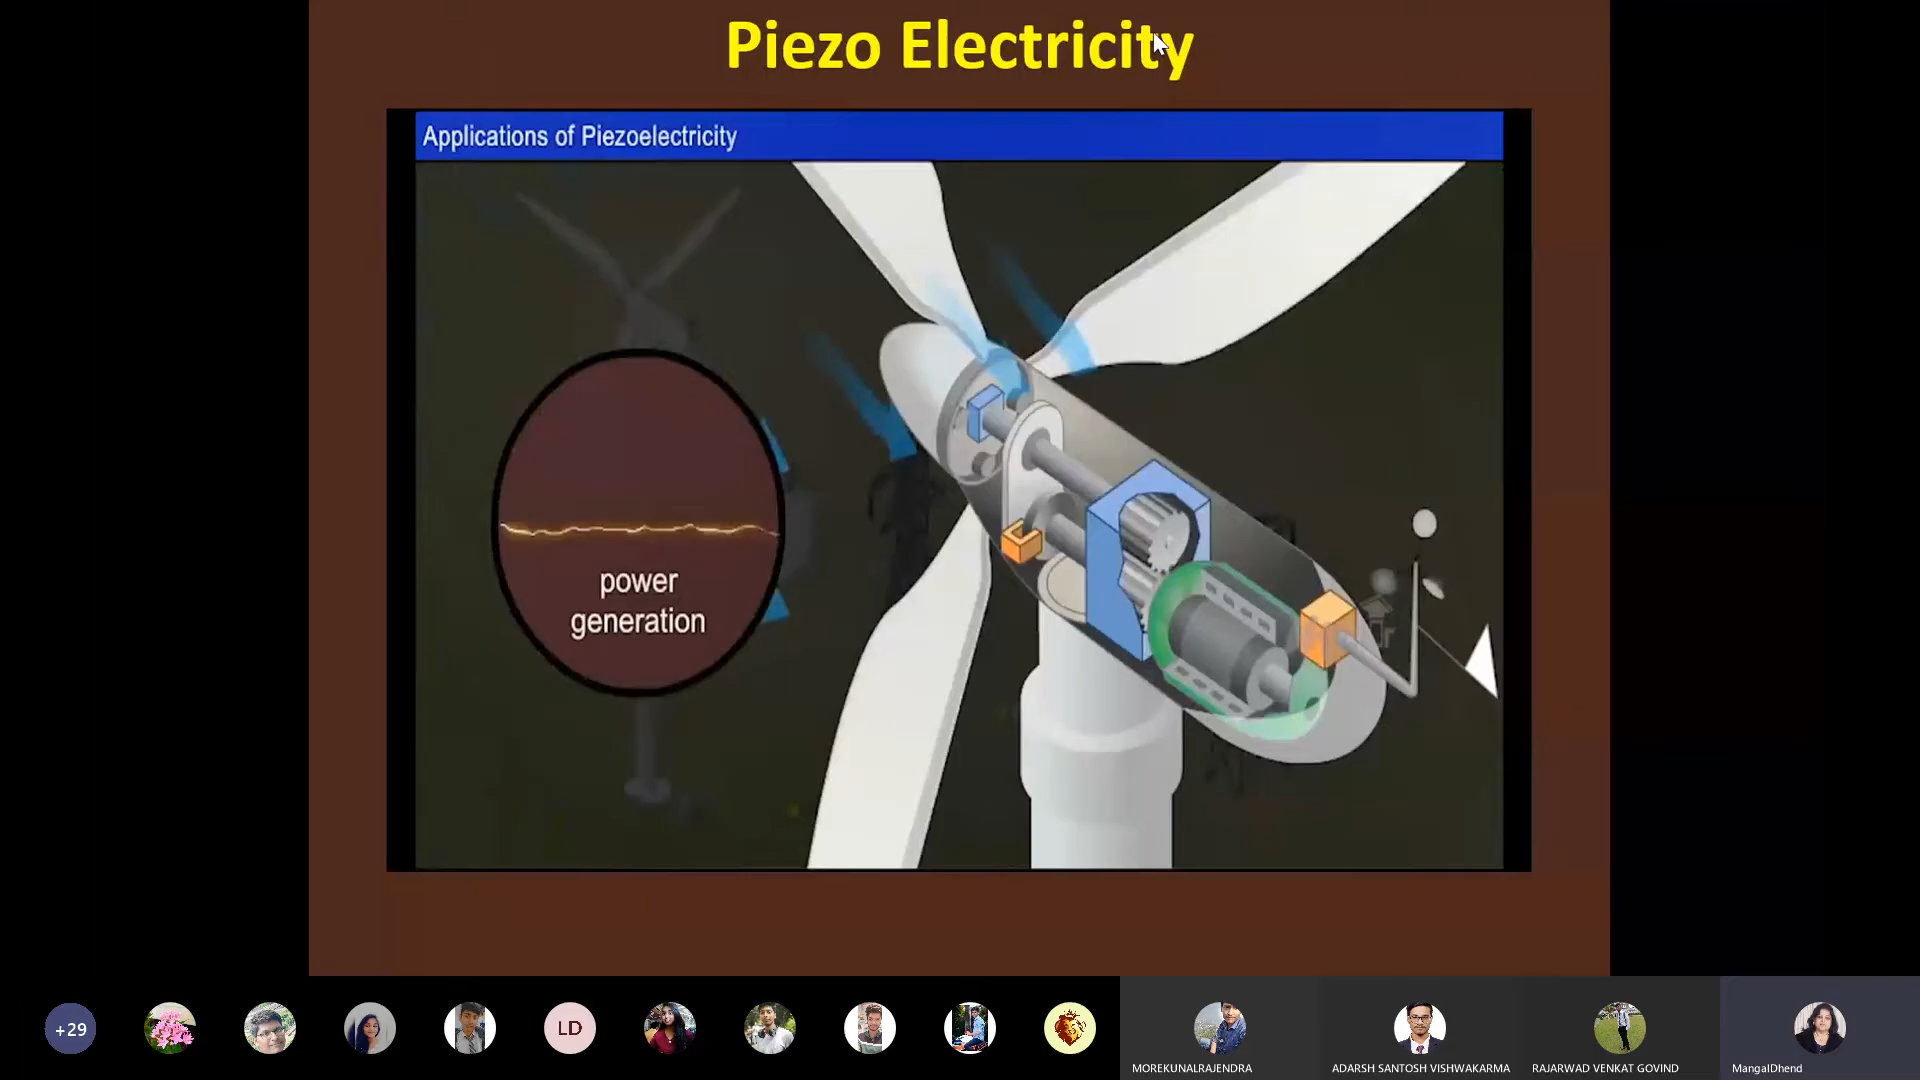 Piezo Electricity
Applications of Piezoelectricity
power
generation
+29
LD
MOREKUNALRAJENDRA
ADARSH SANTOSH VISHWAKARMA
RAJARWAD VENKAT GOVIND
MangalDhend